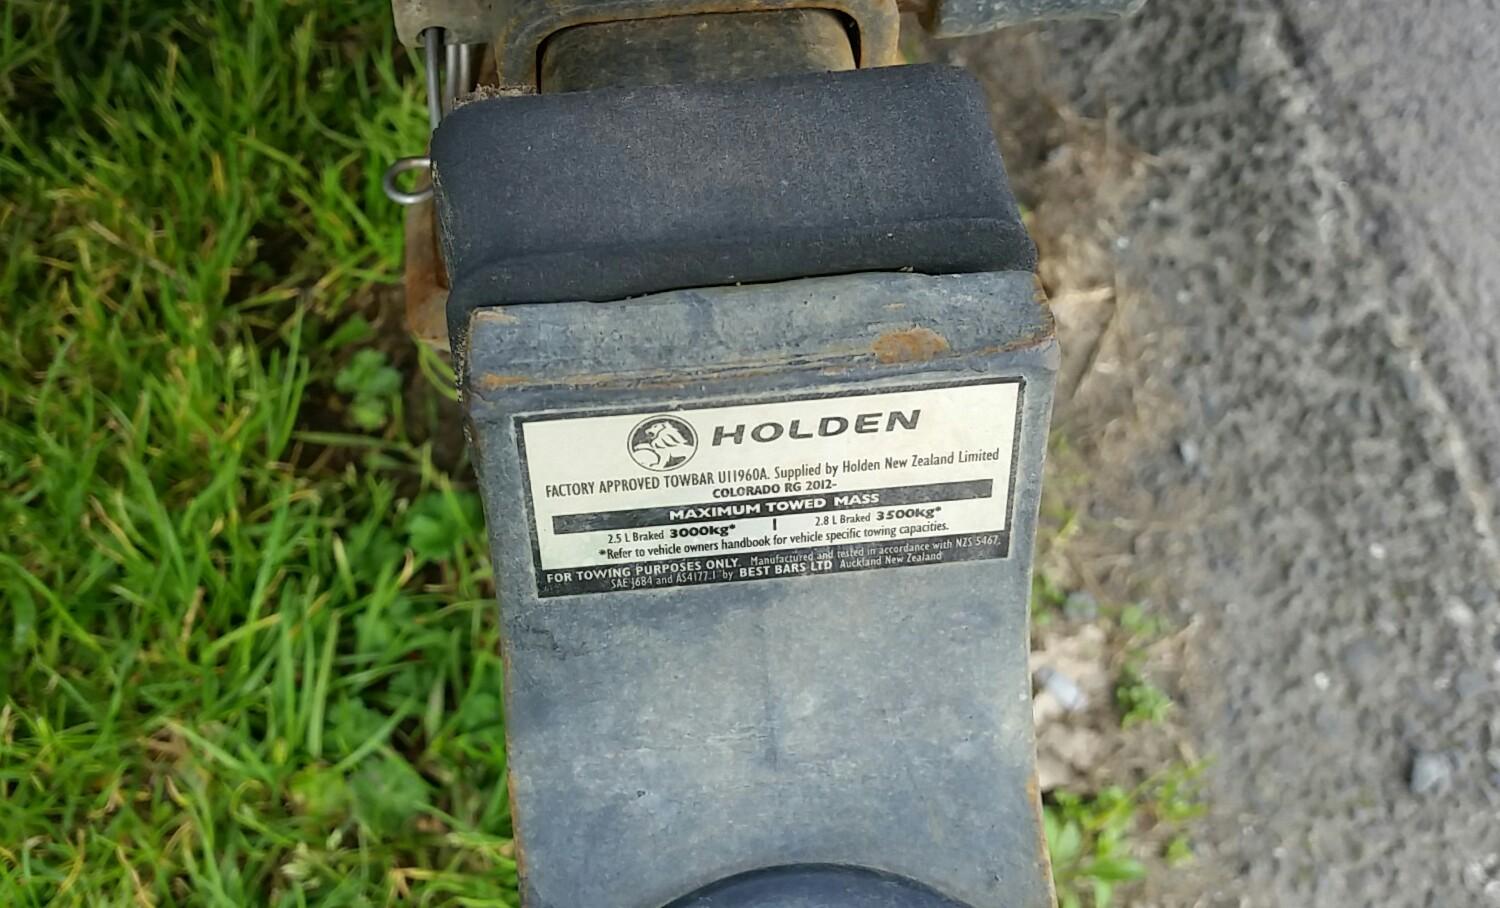 HOLDEN
FACTORY APPROVED TOWBAR U11960A. Supplied by Holden New Zealand Limited
COLORADO RG 2012-
MAXIMUM TOWED MASS
2.5 L Braked 3000kg* | 2.8 L Braked 3500kg*
*Refer to vehicle owners handbook for vehicle specific towing capacities.
FOR TOWING PURPOSES ONLY. Manufactured and tested in accordance with NZS 5467,
SAE J684 and AS4177.1 by BEST BARS LTD Auckland New Zealand